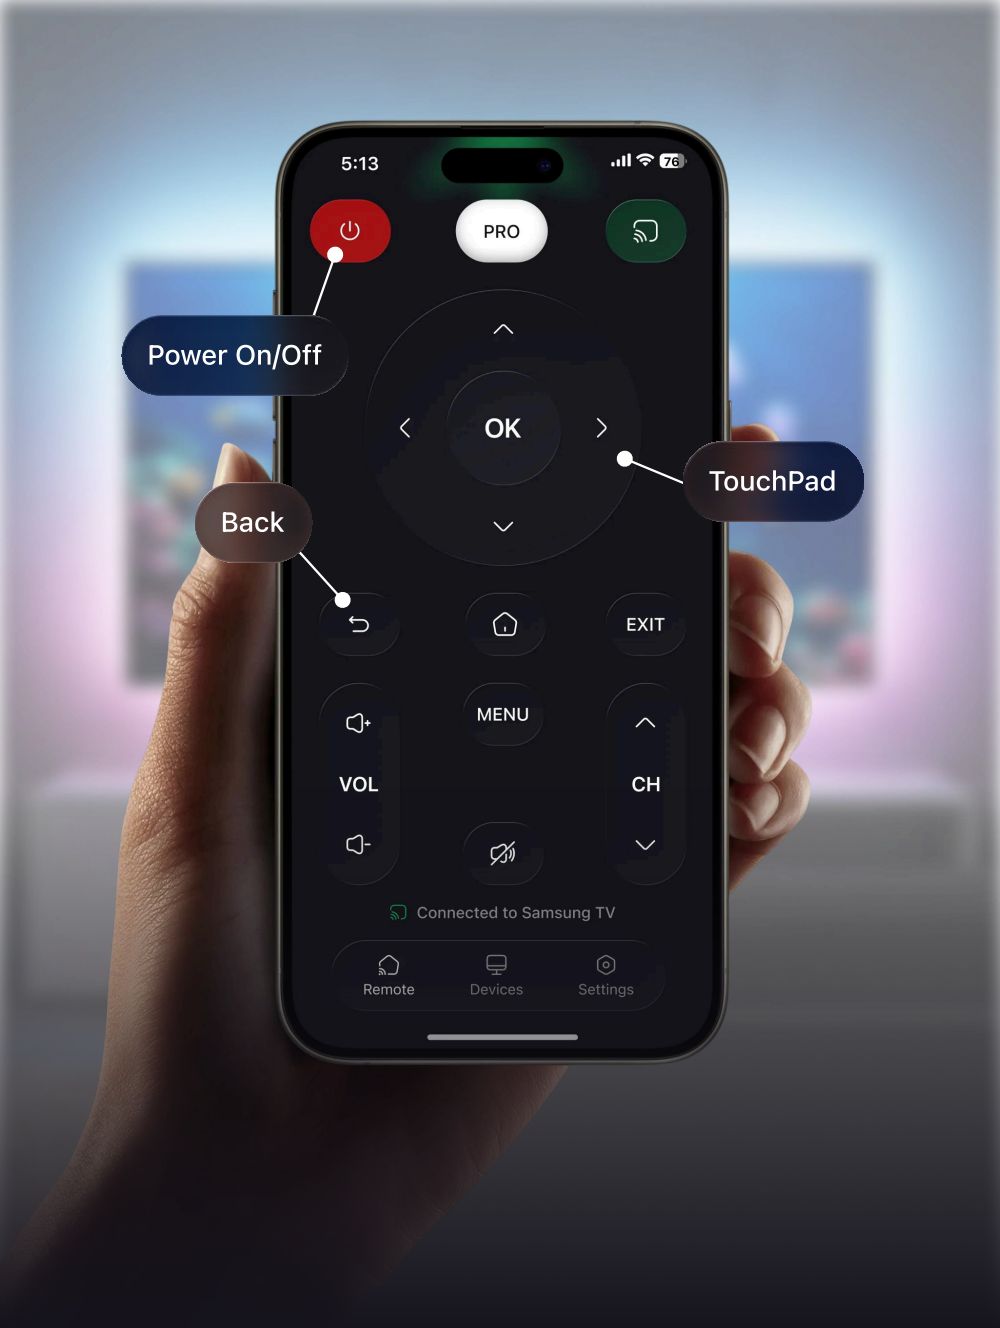 5:13
76
PRO
Power On/Off
OK
TouchPad
Back
EXIT
MENU
VOL
CH
Connected to Samsung TV
Remote
Devices
Settings